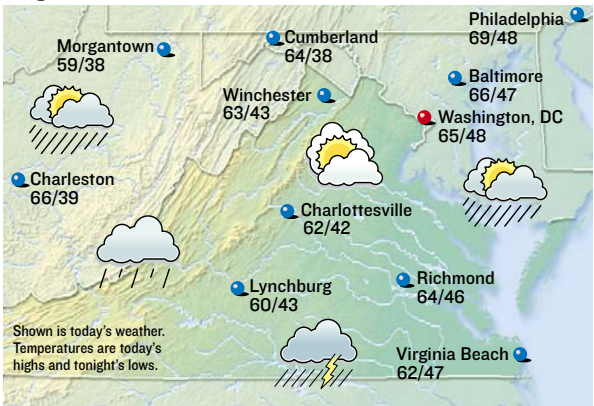 Philadelphia
69/48
Morgantown
59/38
Cumberland
64/38
Baltimore
66/47
Winchester
63/43
Washington, DC
65/48
Charleston
66/39
Charlottesville
62/42
Lynchburg
60/43
Richmond
64/46
Shown is today's weather.
Temperatures are today's
highs and tonight's lows.
Virginia Beach
62/47